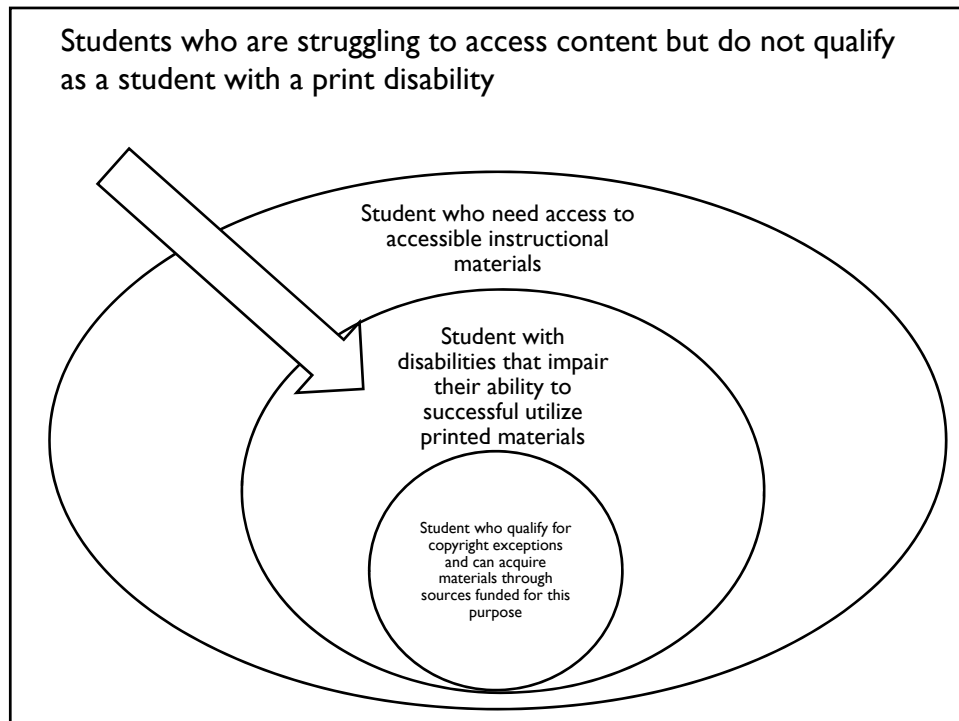 Students who are struggling to access content but do not qualify
as a student with a print disability
Student who need access to
accessible instructional
materials
Student with
disabilities that impair
their ability to
successful utilize
printed materials
Student who qualify for
copyright exceptions
and can acquire
materials through
sources funded for this
purpose